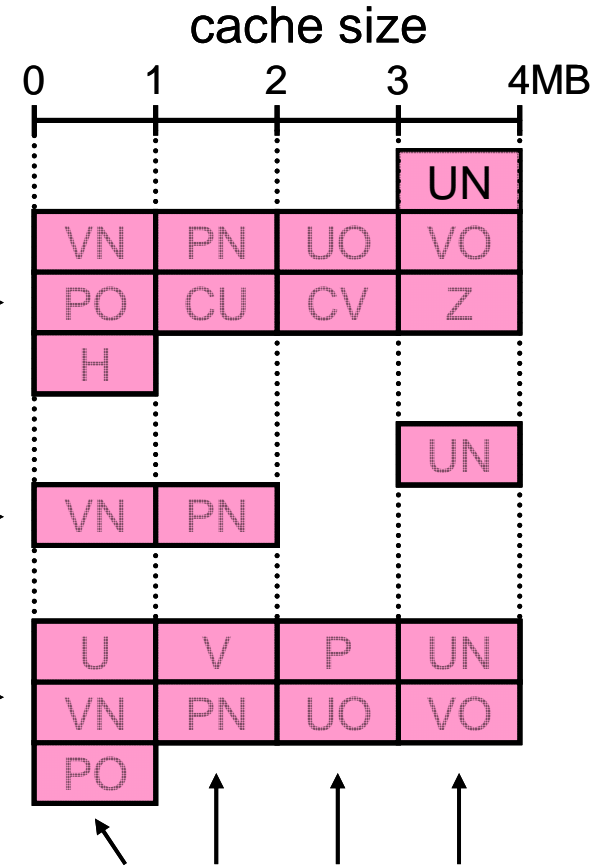 cache size
0 1 2 3 4MB
UN
VN PN UO VO
PO CU CV Z
H
UN
VN PN
U V P UN
VN PN UO VO
PO